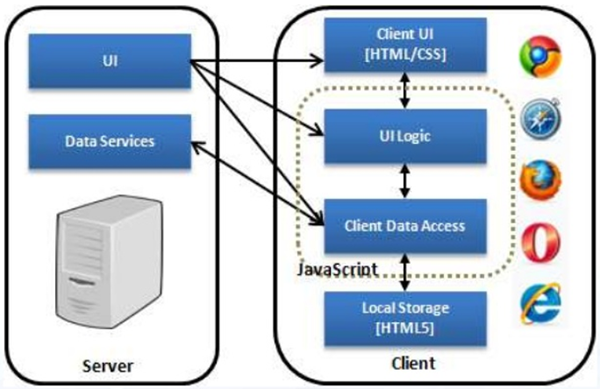 UI
Data Services
Server
Client UI
[HTML/CSS]
UI Logic
Client Data Access
JavaScript
Local Storage
[HTML5]
Client